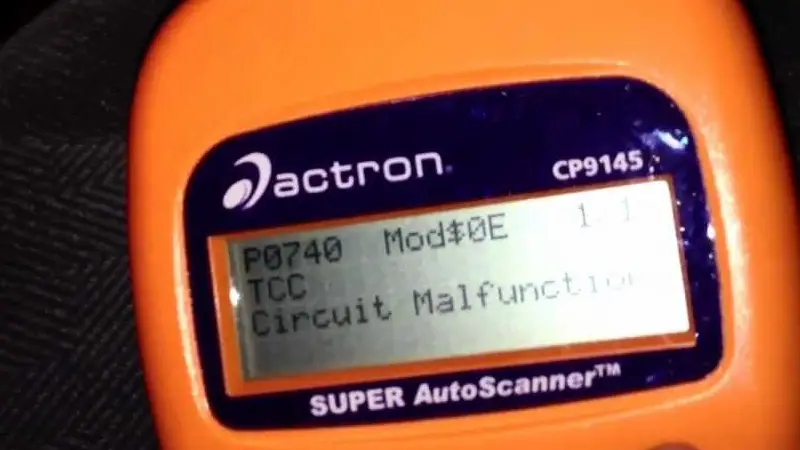 actron
CP9145
P0740 Mod$0E 1/1
TCC
Circuit Malfunction
SUPER AutoScanner™